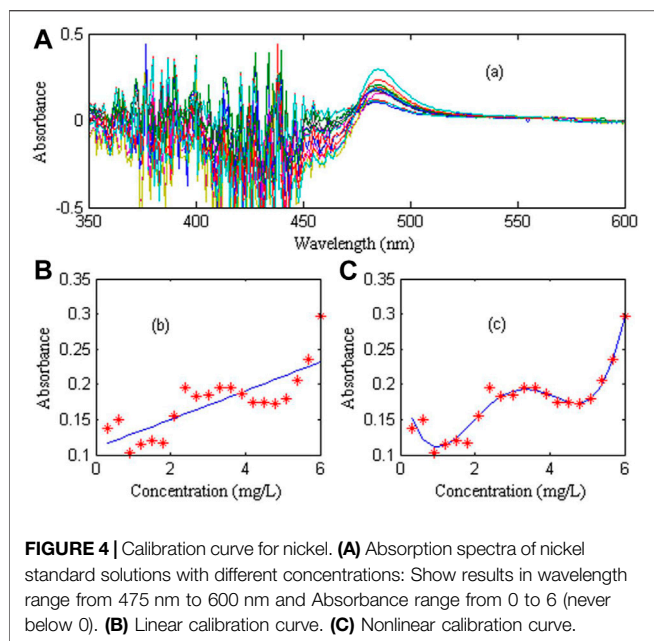 A
0.5
(a)
Absorbance
0
-0.5
350
400
450
500
550
600
Wavelength (nm)
B
0.35
(b)
0.3
0.25
0.2
0.15
0.1
Absorbance
0
2
4
6
Concentration (mg/L)
C
0.35
(c)
0.3
0.25
0.2
0.15
0.1
Absorbance
0
2
4
6
Concentration (mg/L)
FIGURE 4 | Calibration curve for nickel. (A) Absorption spectra of nickel
standard solutions with different concentrations: Show results in wavelength
range from 475 nm to 600 nm and Absorbance range from 0 to 6 (never
below 0). (B) Linear calibration curve. (C) Nonlinear calibration curve.